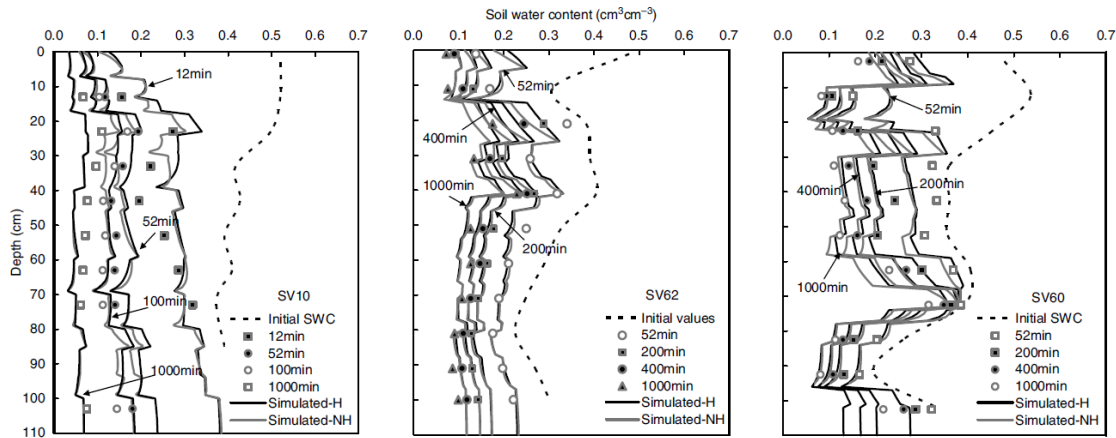 Soil water content (cm³cm⁻³)
0.0 0.1 0.2 0.3 0.4 0.5 0.6 0.7
0.0 0.1 0.2 0.3 0.4 0.5 0.6 0.7
0.0 0.1 0.2 0.3 0.4 0.5 0.6 0.7
Depth (cm)
0
10
20
30
40
50
60
70
80
90
100
110
12min
52min
100min
1000min
SV10
Initial SWC
12min
52min
100min
1000min
Simulated-H
Simulated-NH
52min
400min
1000min
200min
SV62
Initial values
52min
200min
400min
1000min
Simulated-H
Simulated-NH
52min
400min
200min
1000min
SV60
Initial SWC
52min
200min
400min
1000min
Simulated-H
Simulated-NH